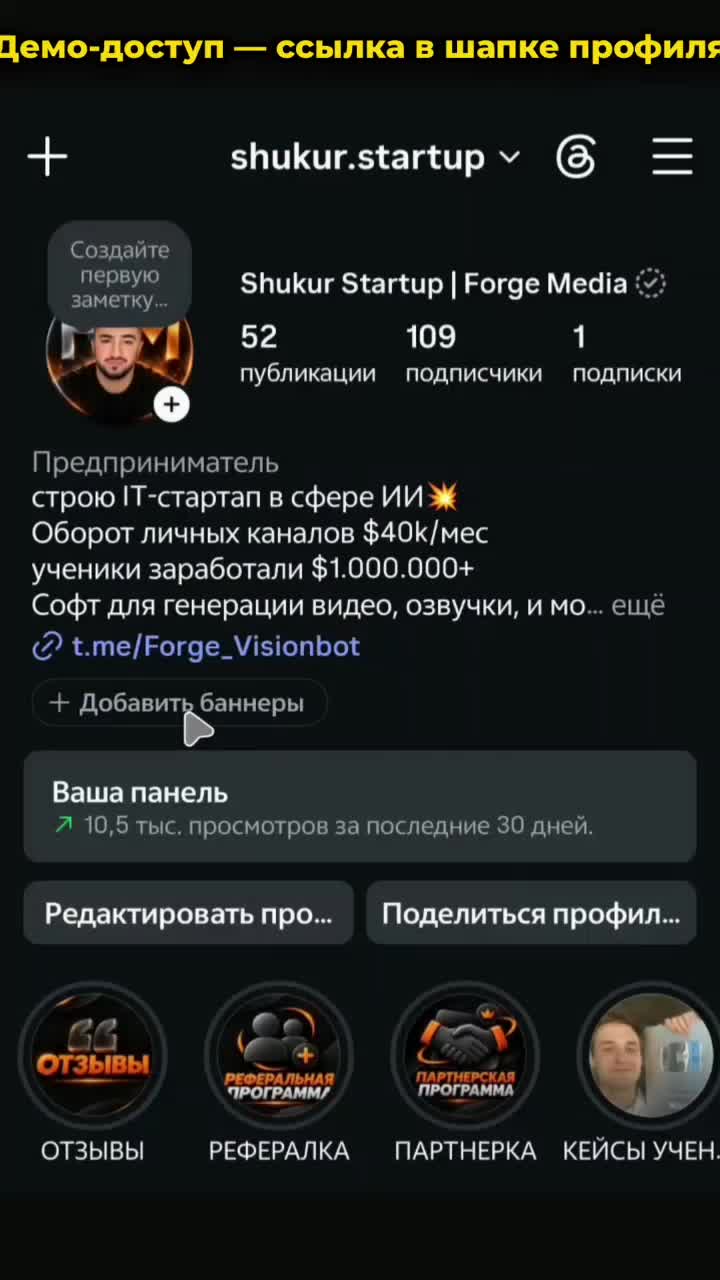 Демо-доступ — ссылка в шапке профиля
shukur.startup
Создайте
первую
заметку...
Shukur Startup | Forge Media
52
109
1
публикации
подписчики
подписки
Предприниматель
строю IT-стартап в сфере ИИ💥
Оборот личных каналов $40k/мес
ученики заработали $1.000.000+
Софт для генерации видео, озвучки, и мо... ещё
t.me/Forge_Visionbot
+ Добавить баннеры
Ваша панель
10,5 тыс. просмотров за последние 30 дней.
Редактировать про...
Поделиться профил...
ОТЗЫВЫ
РЕФЕРАЛЬНАЯ
ПРОГРАММА
ПАРТНЕРСКАЯ
ПРОГРАММА
ОТЗЫВЫ
РЕФЕРАЛКА
ПАРТНЕРКА
КЕЙСЫ УЧЕН.